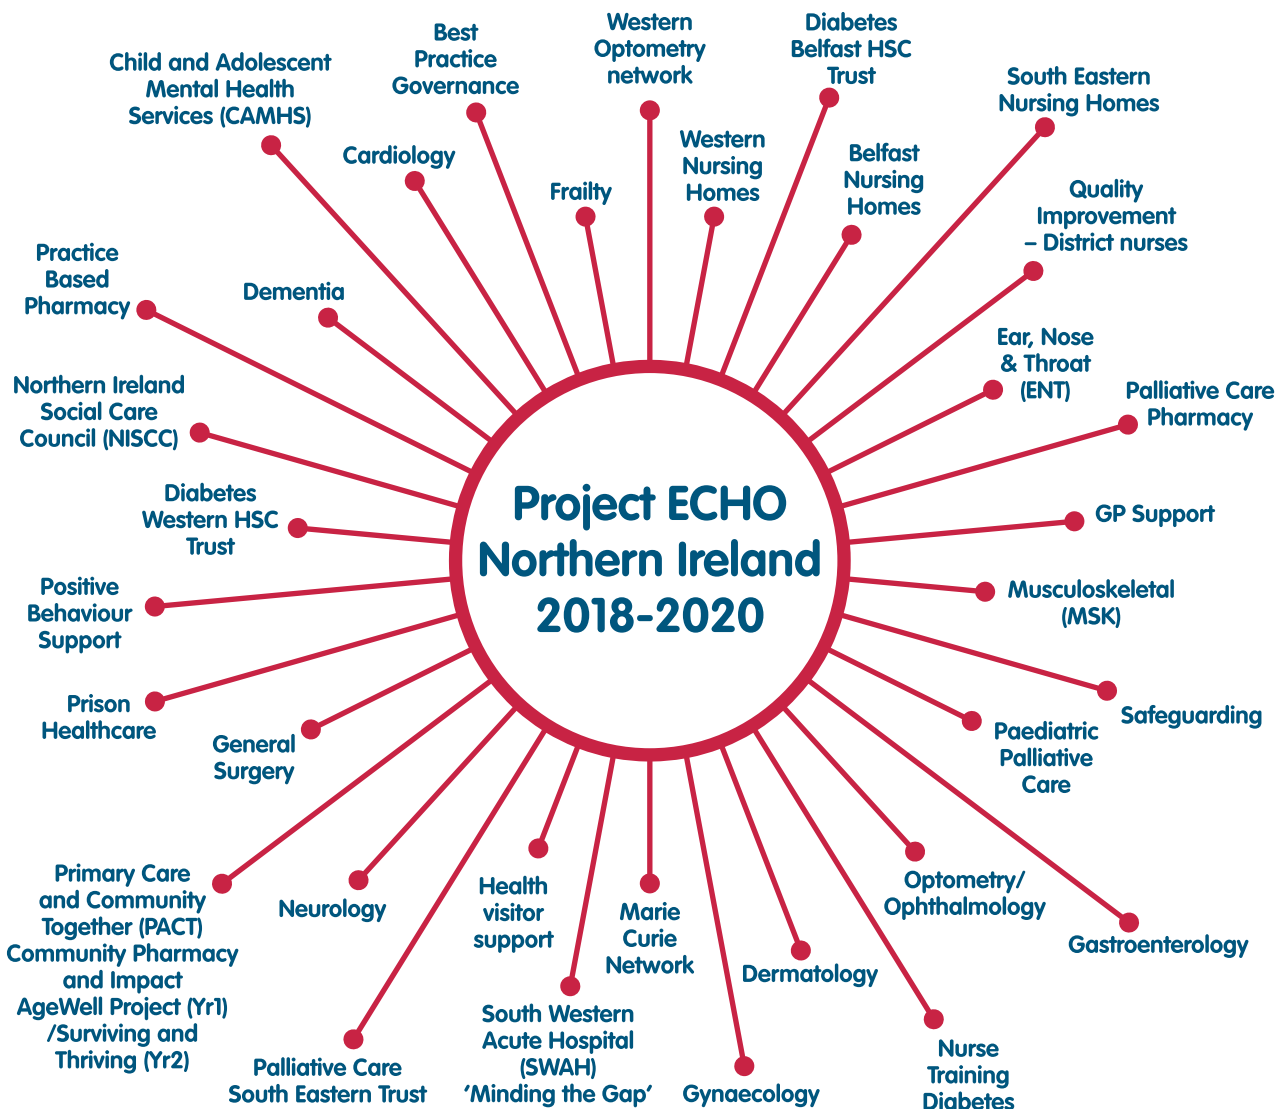 Project ECHO
Northern Ireland
2018-2020
Western
Optometry
network
Western
Nursing
Homes
Diabetes
Belfast HSC
Trust
Belfast
Nursing
Homes
South Eastern
Nursing Homes
Quality
Improvement
– District nurses
Ear, Nose
& Throat
(ENT)
Palliative Care
Pharmacy
GP Support
Musculoskeletal
(MSK)
Safeguarding
Paediatric
Palliative
Care
Gastroenterology
Optometry/
Ophthalmology
Nurse
Training
Diabetes
Dermatology
Gynaecology
Marie
Curie
Network
South Western
Acute Hospital
(SWAH)
‘Minding the Gap’
Health
visitor
support
Palliative Care
South Eastern Trust
Neurology
Primary Care
and Community
Together (PACT)
Community Pharmacy
and Impact
AgeWell Project (Yr1)
/Surviving and
Thriving (Yr2)
General
Surgery
Prison
Healthcare
Positive
Behaviour
Support
Diabetes
Western HSC
Trust
Northern Ireland
Social Care
Council (NISCC)
Practice
Based
Pharmacy
Dementia
Child and Adolescent
Mental Health
Services (CAMHS)
Cardiology
Best
Practice
Governance
Frailty